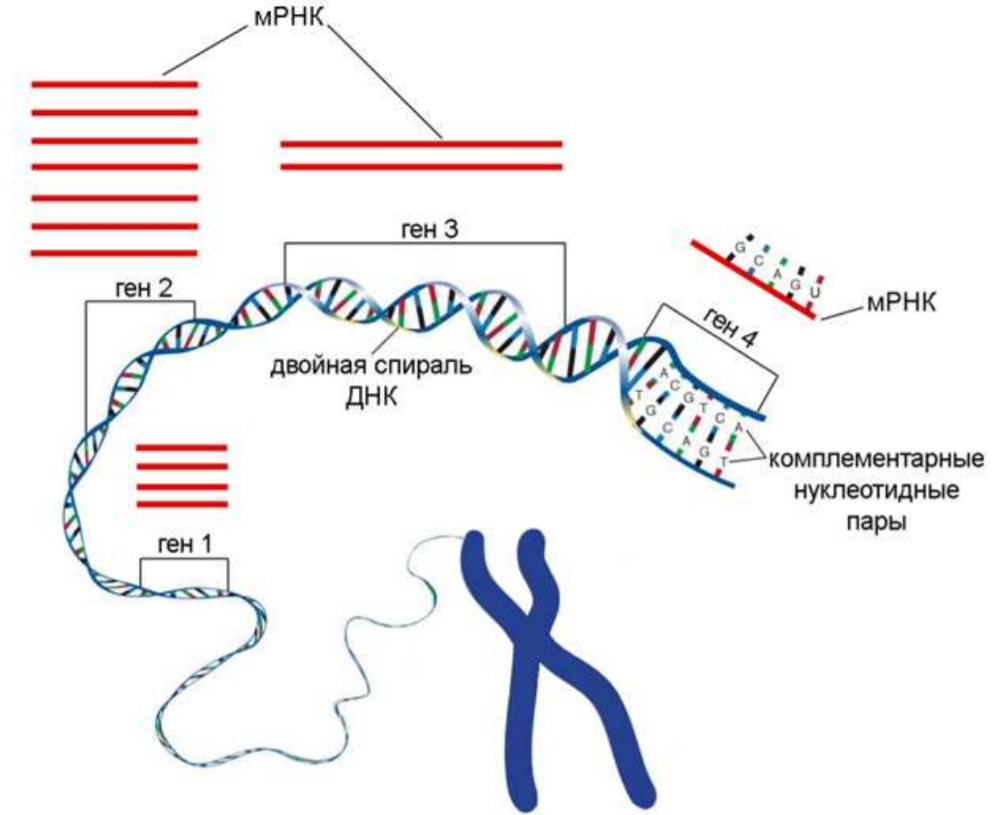 мРНК
ген 3
G C A G U
мРНК
ген 2
ген 4
двойная спираль
ДНК
A C G T C A
T G C A G T
комплементарные
нуклеотидные
пары
ген 1